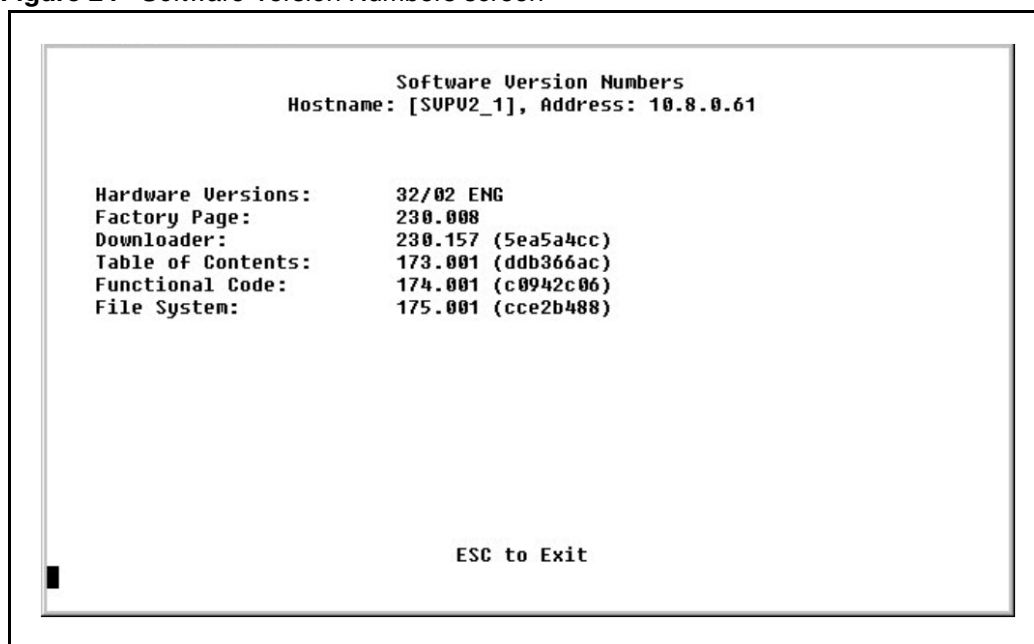 Software Version Numbers screen
Software Version Numbers
Hostname: [SVPV2_1], Address: 10.8.0.61
Hardware Versions: 32/02 ENG
Factory Page: 230.008
Downloader: 230.157 (5ea5a4cc)
Table of Contents: 173.001 (ddb366ac)
Functional Code: 174.001 (c0942c06)
File System: 175.001 (cce2b488)
ESC to Exit